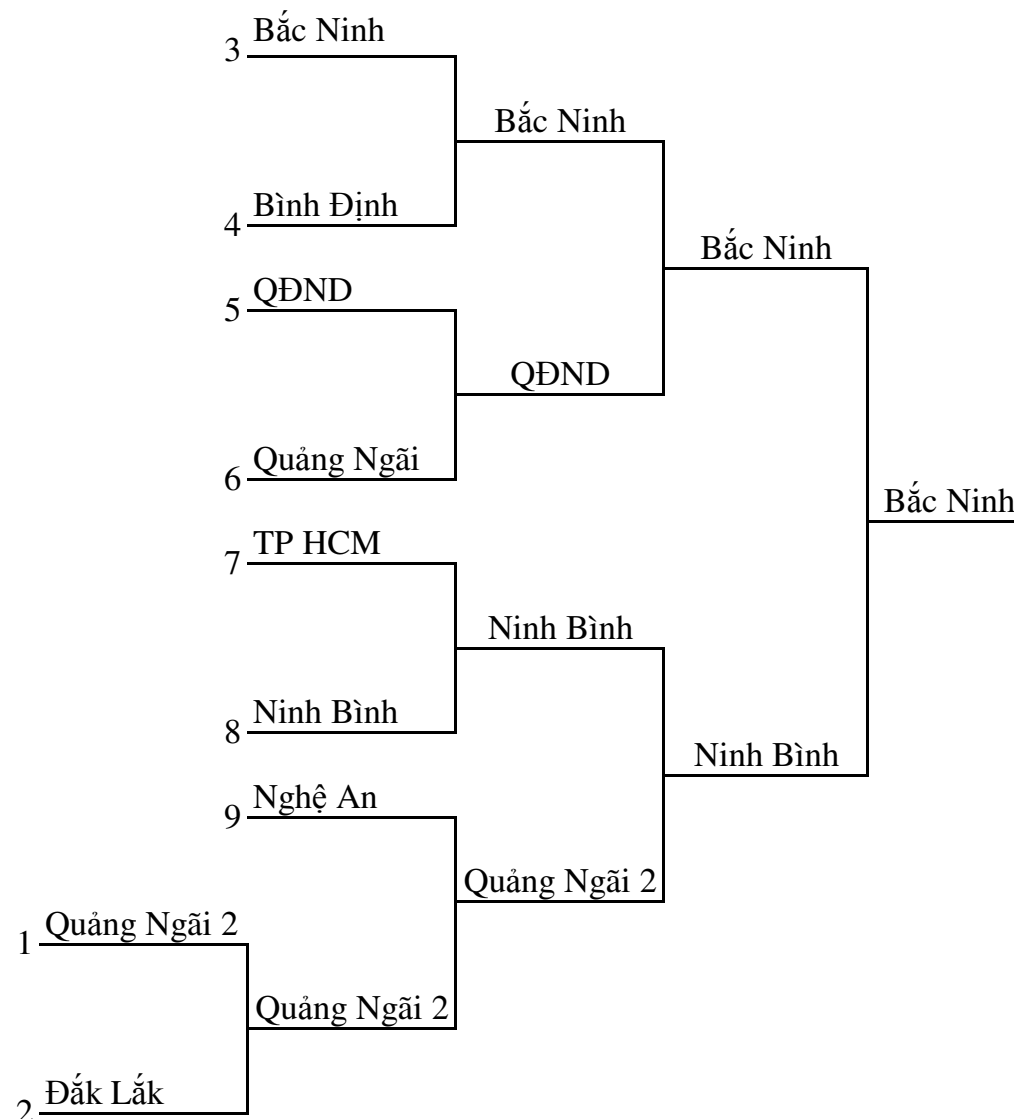 Bắc Ninh
3
Bắc Ninh
Bình Định
4
Bắc Ninh
QĐND
5
QĐND
Quảng Ngãi
6
Bắc Ninh
TP HCM
7
Ninh Bình
Ninh Bình
8
Ninh Bình
Nghệ An
9
Quảng Ngãi 2
Quảng Ngãi 2
1
Quảng Ngãi 2
Đắk Lắk
2